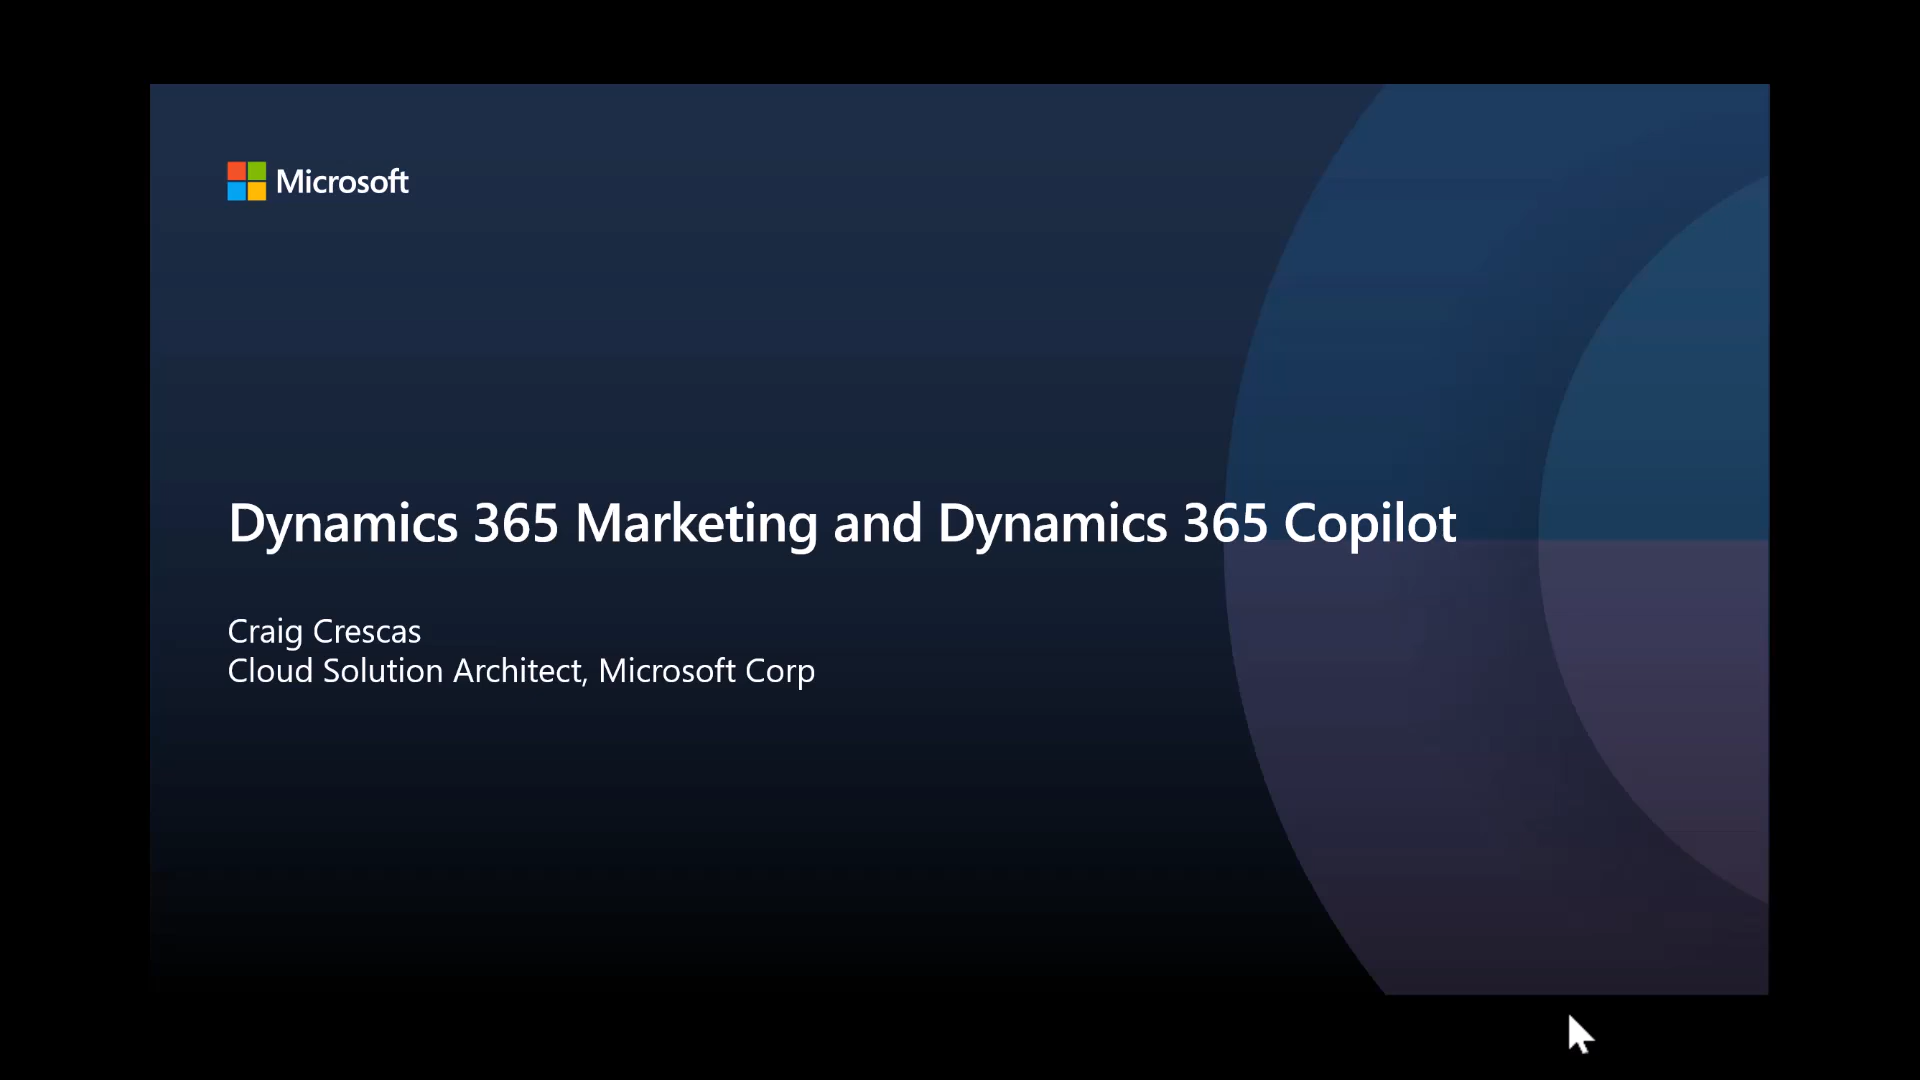 Microsoft
Dynamics 365 Marketing and Dynamics 365 Copilot
Craig Crescas
Cloud Solution Architect, Microsoft Corp